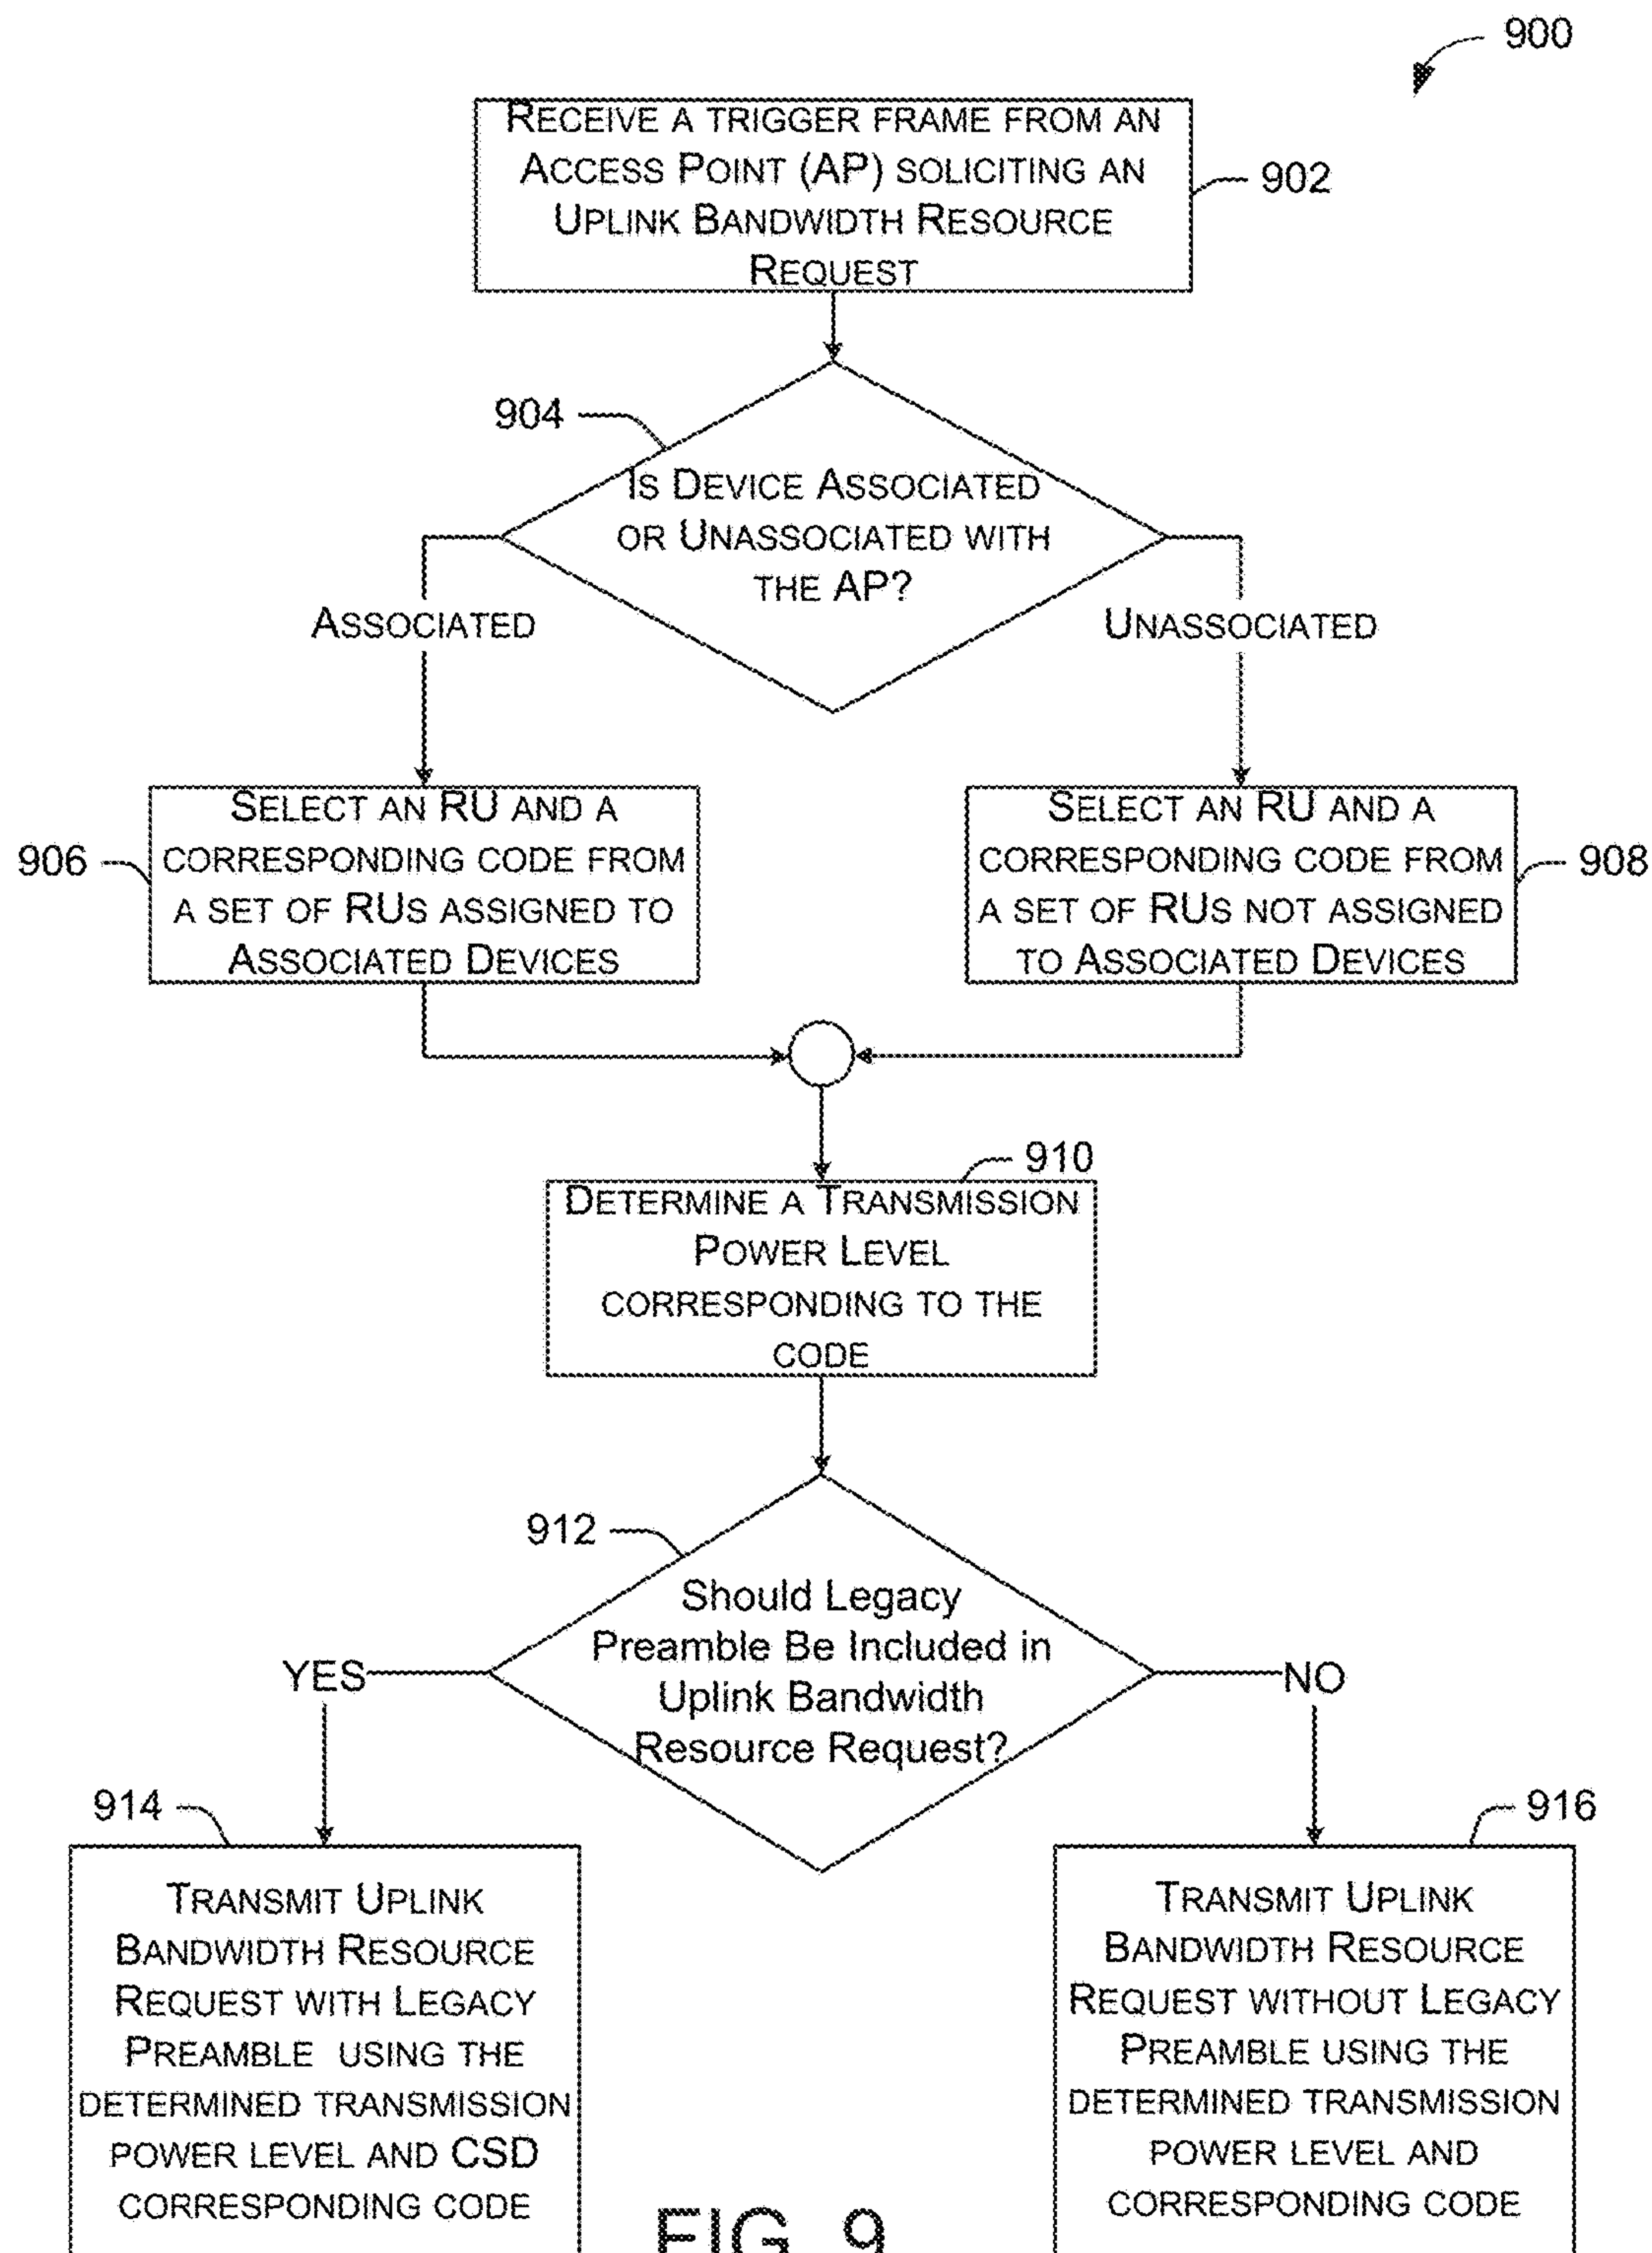 900
RECEIVE A TRIGGER FRAME FROM AN
ACCESS POINT (AP) SOLICITING AN
UPLINK BANDWIDTH RESOURCE
REQUEST
902
904
IS DEVICE ASSOCIATED
OR UNASSOCIATED WITH
THE AP?
ASSOCIATED
UNASSOCIATED
906
SELECT AN RU AND A
CORRESPONDING CODE FROM
A SET OF RUS ASSIGNED TO
ASSOCIATED DEVICES
SELECT AN RU AND A
CORRESPONDING CODE FROM
A SET OF RUS NOT ASSIGNED
TO ASSOCIATED DEVICES
908
910
DETERMINE A TRANSMISSION
POWER LEVEL
CORRESPONDING TO THE
CODE
912
Should Legacy
Preamble Be Included in
Uplink Bandwidth
Resource Request?
YES
NO
914
TRANSMIT UPLINK
BANDWIDTH RESOURCE
REQUEST WITH LEGACY
PREAMBLE USING THE
DETERMINED TRANSMISSION
POWER LEVEL AND CSD
CORRESPONDING CODE
916
TRANSMIT UPLINK
BANDWIDTH RESOURCE
REQUEST WITHOUT LEGACY
PREAMBLE USING THE
DETERMINED TRANSMISSION
POWER LEVEL AND
CORRESPONDING CODE
FIG. 9